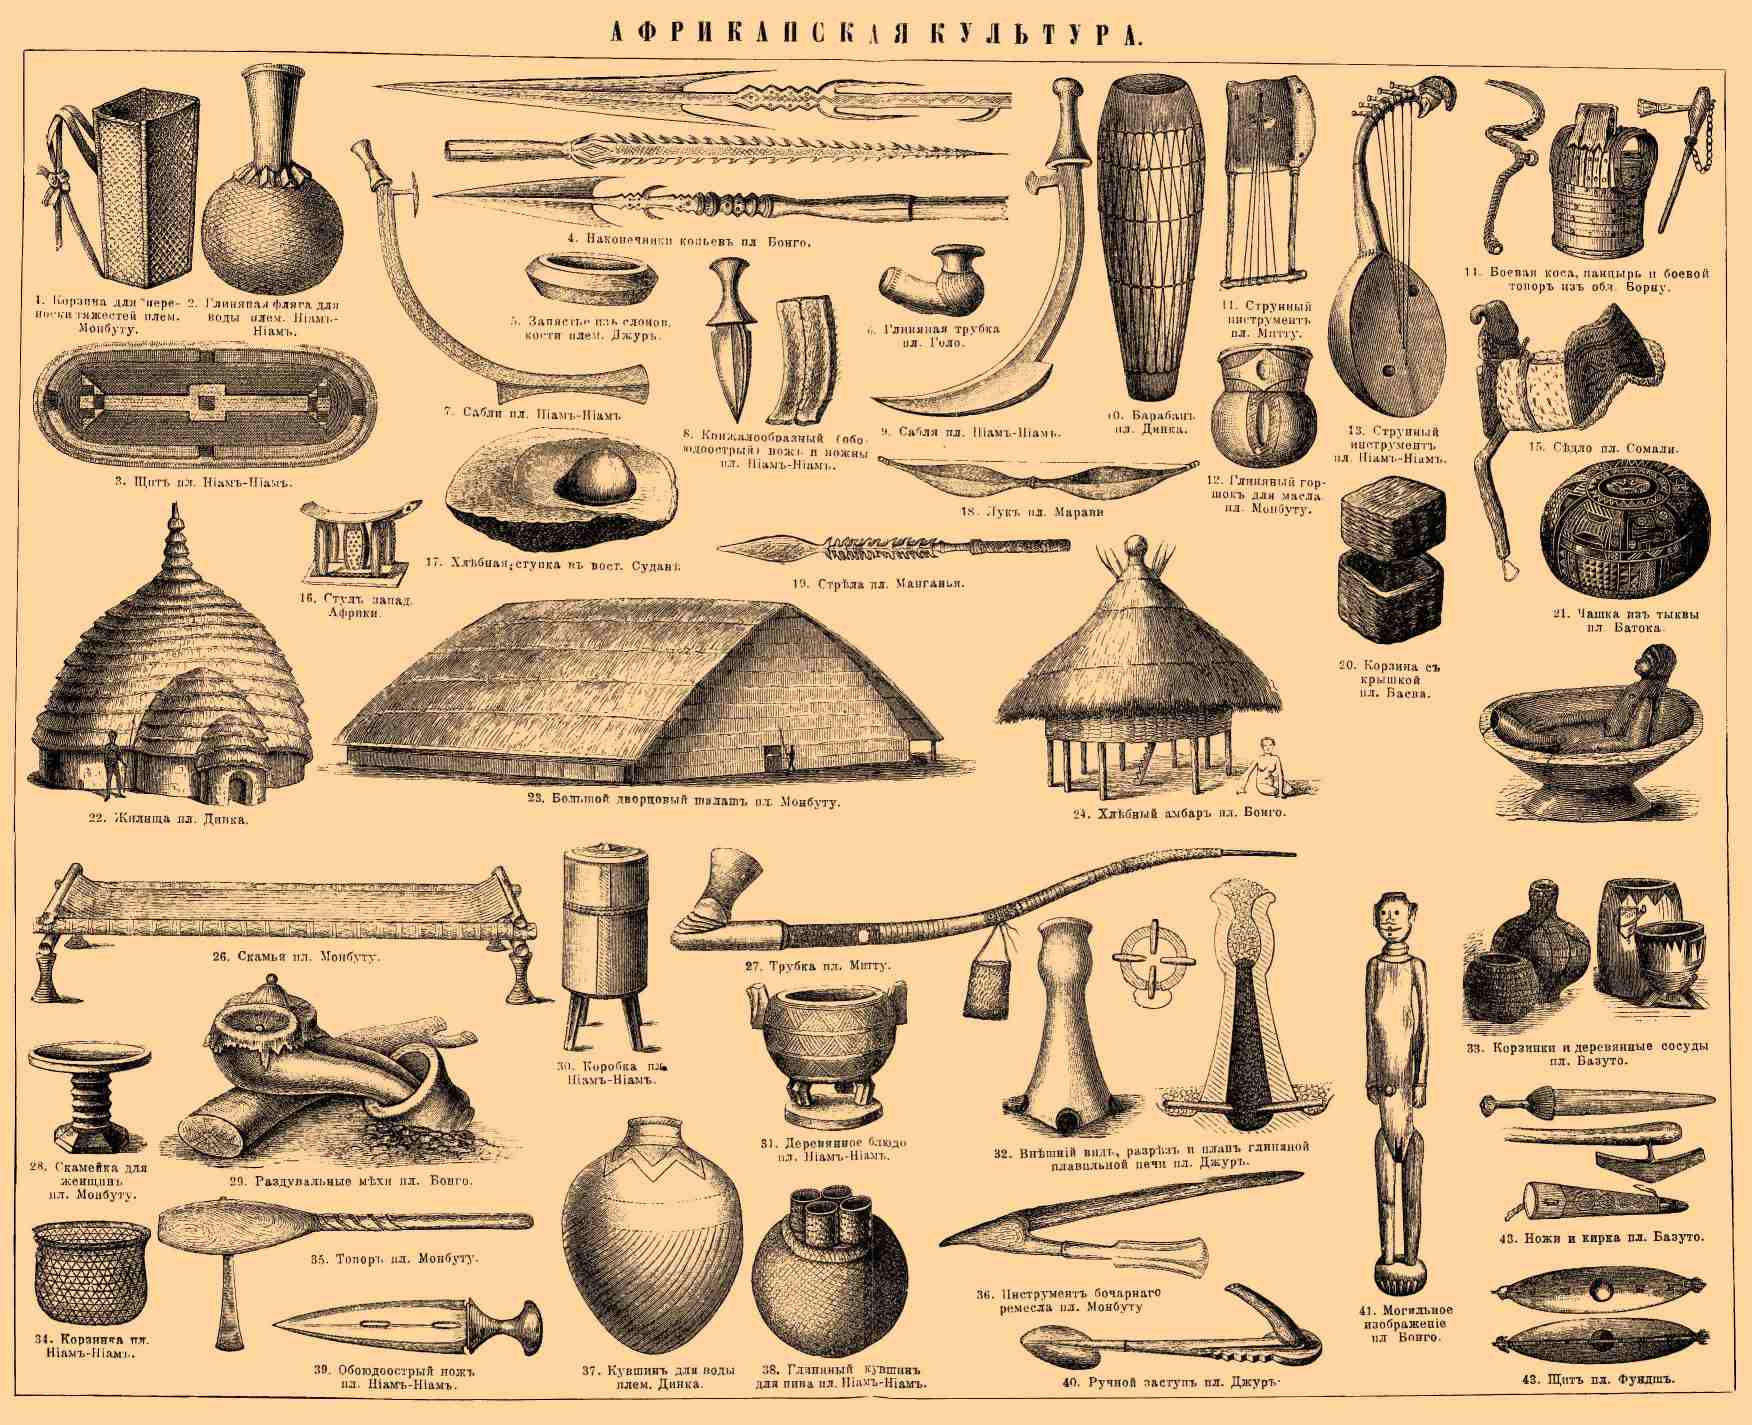 АФРИКАНСКАЯ КУЛЬТУРА.
1. Корзина для пере-
носки тяжестей плем.
Монбуту.
2. Глиняная фляга для
воды плем. Ніамъ-
Ніамъ.
3. Щитъ пл. Ніамъ-Ніамъ.
4. Наконечники копьевъ пл Бонго.
5. Запястье изъ слонов.
кости плем. Джуръ.
6. Глиняная трубка
пл. Голо.
7. Сабли пл. Ніамъ-Ніамъ
8. Кинжалообразный (обо-
юдоострый) ножъ и ножны
пл. Ніамъ-Ніамъ.
9. Сабля пл. Ніамъ-Ніамъ.
10. Барабанъ
пл. Динка.
11. Струнный
инструментъ
пл. Митту.
12. Глиняный гор-
шокъ для масла
пл. Монбуту.
13. Струнный
инструментъ
пл. Ніамъ-Ніамъ.
11. Боевая коса, панцырь и боевой
топоръ изъ обл. Борну.
15. Сѣдло пл. Сомали.
16. Стулъ запад.
Африки.
17. Хлѣбная ступка въ вост. Суданѣ
18. Лукъ пл. Марави
19. Стрѣла пл. Манганья.
20. Корзина съ
крышкой
пл. Баева.
21. Чашка изъ тыквы
пл. Батока.
22. Жилища пл. Динка.
23. Большой дворцовый шалашъ пл. Монбуту.
24. Хлѣбный амбаръ пл. Бонго.
26. Скамья пл. Монбуту.
27. Трубка пл. Митту.
28. Скамейка для
женщинъ
пл. Монбуту.
29. Раздувальные мѣхи пл. Бонго.
30. Коробка пл.
Ніамъ-Ніамъ.
31. Деревянное блюдо
пл. Ніамъ-Ніамъ.
32. Внѣшній видъ, разрѣзъ и планъ глиняной
плавильной печи пл. Джуръ.
33. Корзинки и деревянные сосуды
пл. Базуто.
34. Корзинка пл.
Ніамъ-Ніамъ.
35. Топоръ пл. Монбуту.
36. Инструментъ бочарнаго
ремесла пл. Монбуту
37. Кувшинъ для воды
плем. Динка.
38. Глиняный кувшинъ
для пива пл. Ніамъ-Ніамъ.
39. Обоюдоострый ножъ
пл. Ніамъ-Ніамъ.
40. Ручной заступъ пл. Джуръ.
41. Могильное
изображеніе
пл Бонго.
43. Ножи и кирка пл. Базуто.
43. Щитъ пл. Фундшъ.